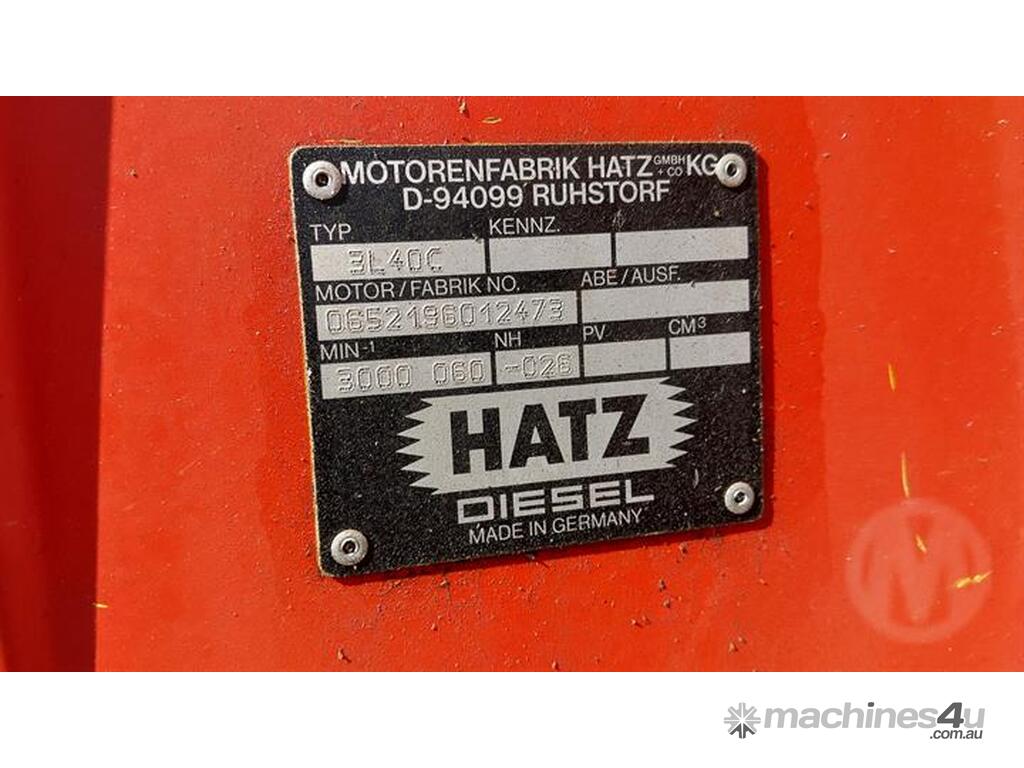 MOTORENFABRIK HATZ GMBH + CO KG
D-94099 RUHSTORF
TYP KENNZ.
3L40C
MOTOR / FABRIK NO. ABE / AUSF.
0652196012473
MIN-1 NH PV CM3
3000 060 -026
HATZ
DIESEL
MADE IN GERMANY
M
machines4u
.com.au